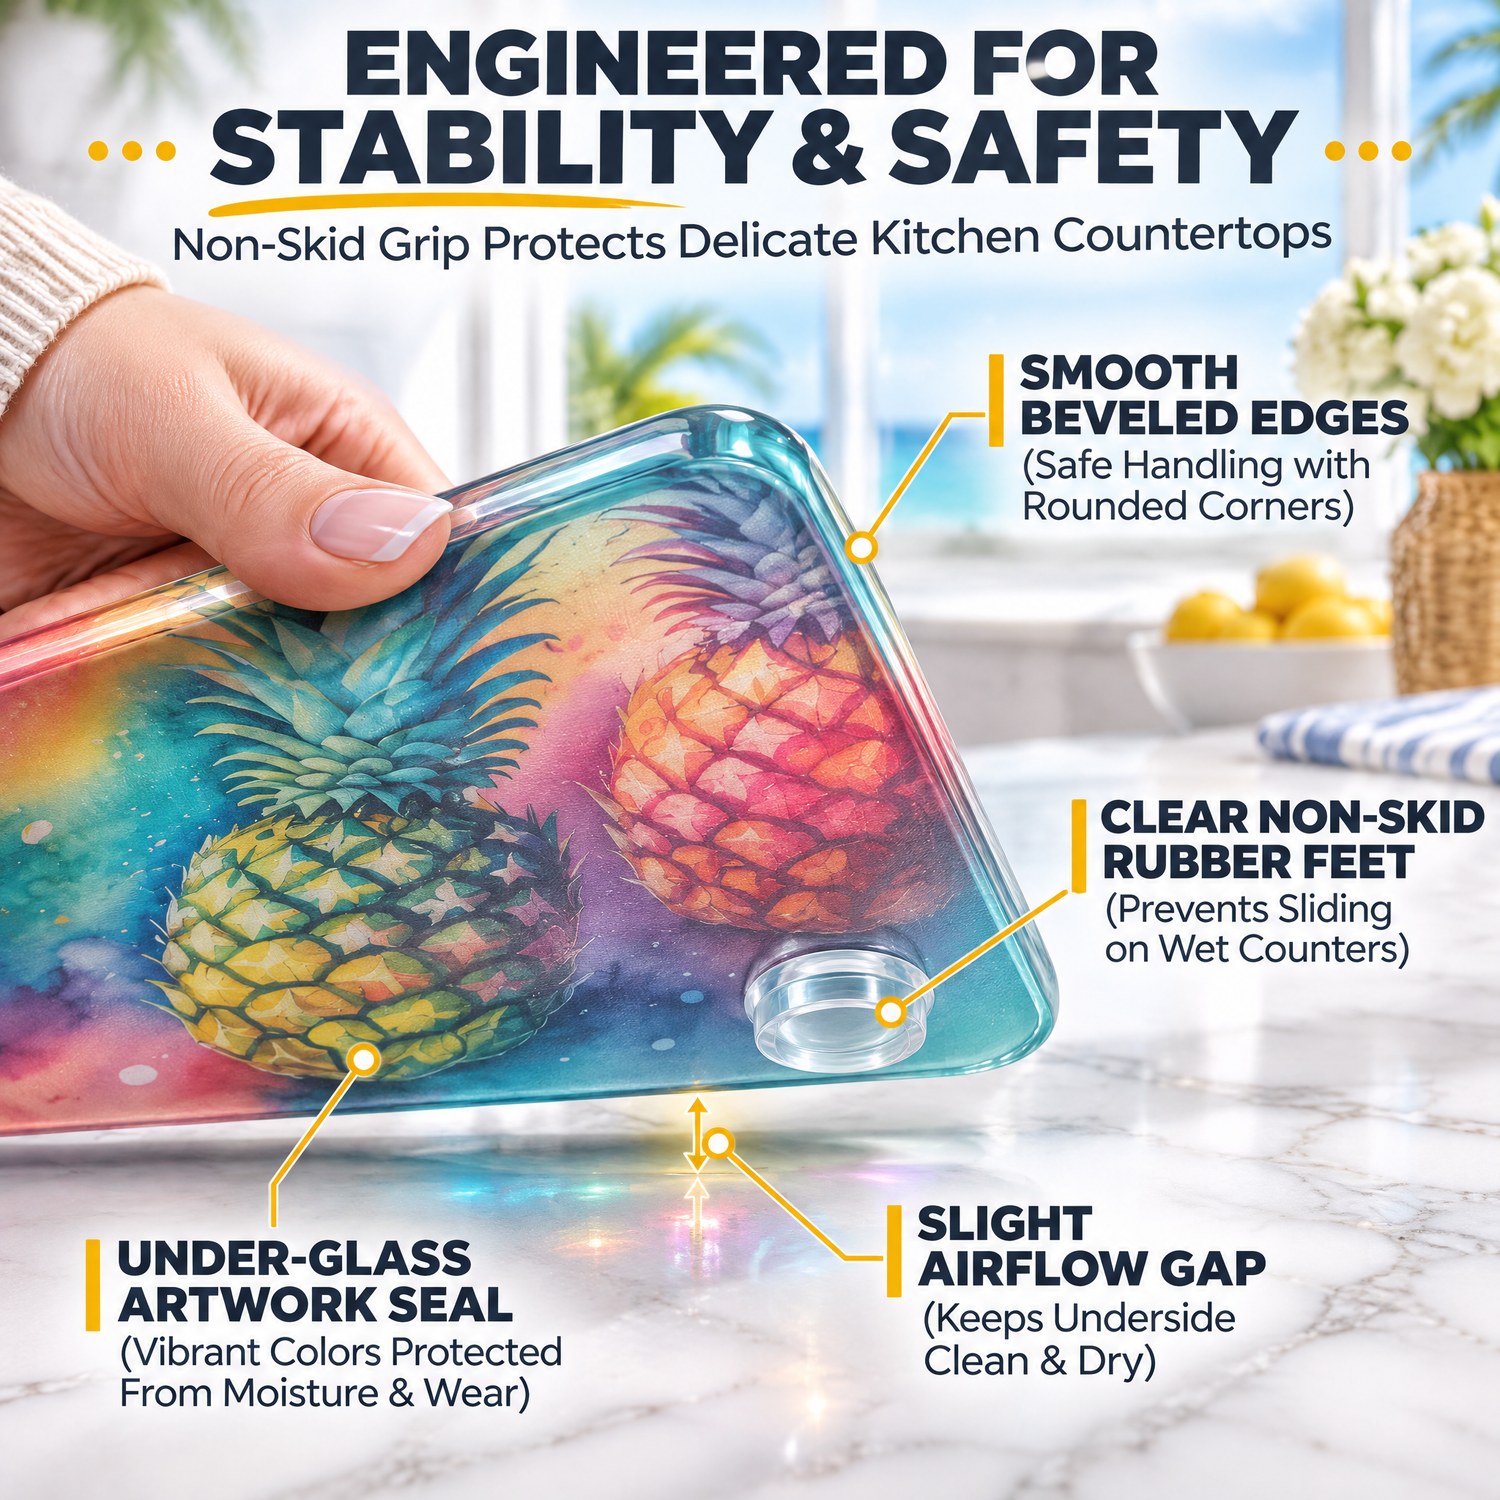 ENGINEERED FOR
STABILITY & SAFETY
Non-Skid Grip Protects Delicate Kitchen Countertops
SMOOTH
BEVELED EDGES
(Safe Handling with
Rounded Corners)
CLEAR NON-SKID
RUBBER FEET
(Prevents Sliding
on Wet Counters)
UNDER-GLASS
ARTWORK SEAL
(Vibrant Colors Protected
From Moisture & Wear)
SLIGHT
AIRFLOW GAP
(Keeps Underside
Clean & Dry)